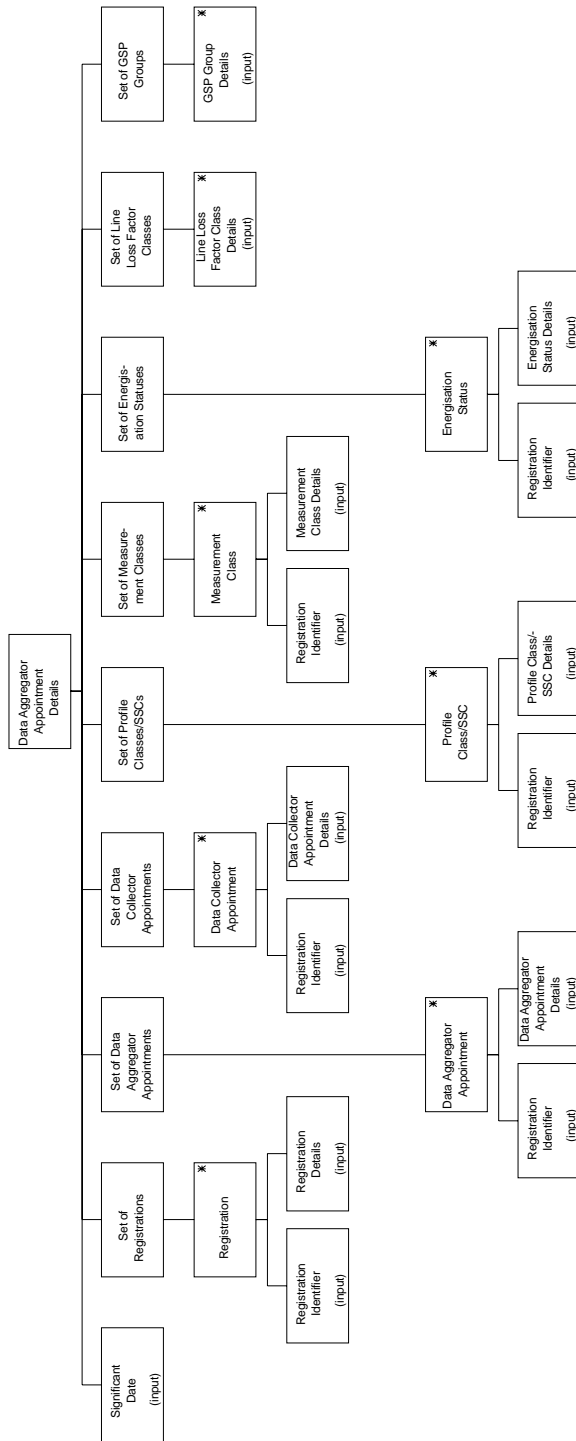 Data Aggregator
Appointment
Details
Significant
Date
(input)
Set of
Registrations
Set of Data
Aggregator
Appointments
Set of Data
Collector
Appointments
Set of Profile
Classes/SSCs
Set of Measure-
ment Classes
Set of Energis-
ation Statuses
Set of Line
Loss Factor
Classes
Set of GSP
Groups
*
Registration
*
Data Collector
Appointment
*
Measurement
Class
*
Line Loss
Factor Class
Details
(input)
*
GSP Group
Details
(input)
Registration
Identifier
(input)
Registration
Details
(input)
Registration
Identifier
(input)
Data Collector
Appointment
Details
(input)
Registration
Identifier
(input)
Measurement
Class Details
(input)
*
Data Aggregator
Appointment
*
Profile
Class/SSC
*
Energisation
Status
Registration
Identifier
(input)
Data Aggregator
Appointment
Details
(input)
Registration
Identifier
(input)
Profile Class/-
SSC Details
(input)
Registration
Identifier
(input)
Energisation
Status Details
(input)